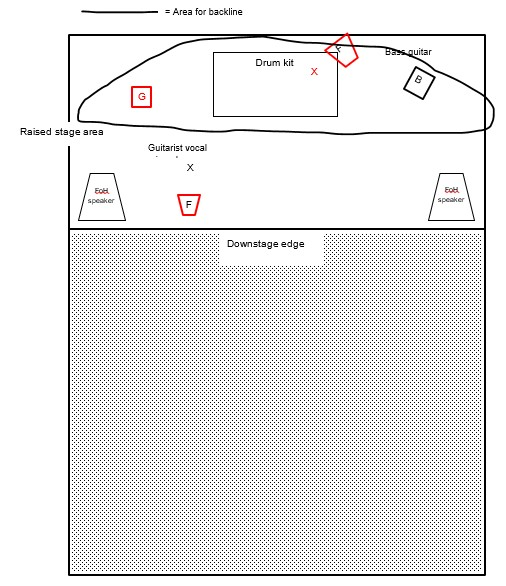 = Area for backline
F
Bass guitar
Drum kit
X
B
G
Raised stage area
Guitarist vocal
X
FoH
speaker
FoH
speaker
F
Downstage edge